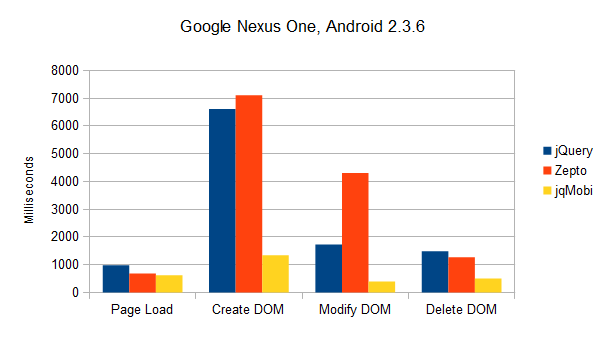 Google Nexus One, Android 2.3.6
8000
7000
6000
5000
4000
3000
2000
1000
0
Milliseconds
Page Load
Create DOM
Modify DOM
Delete DOM
jQuery
Zepto
jqMobi